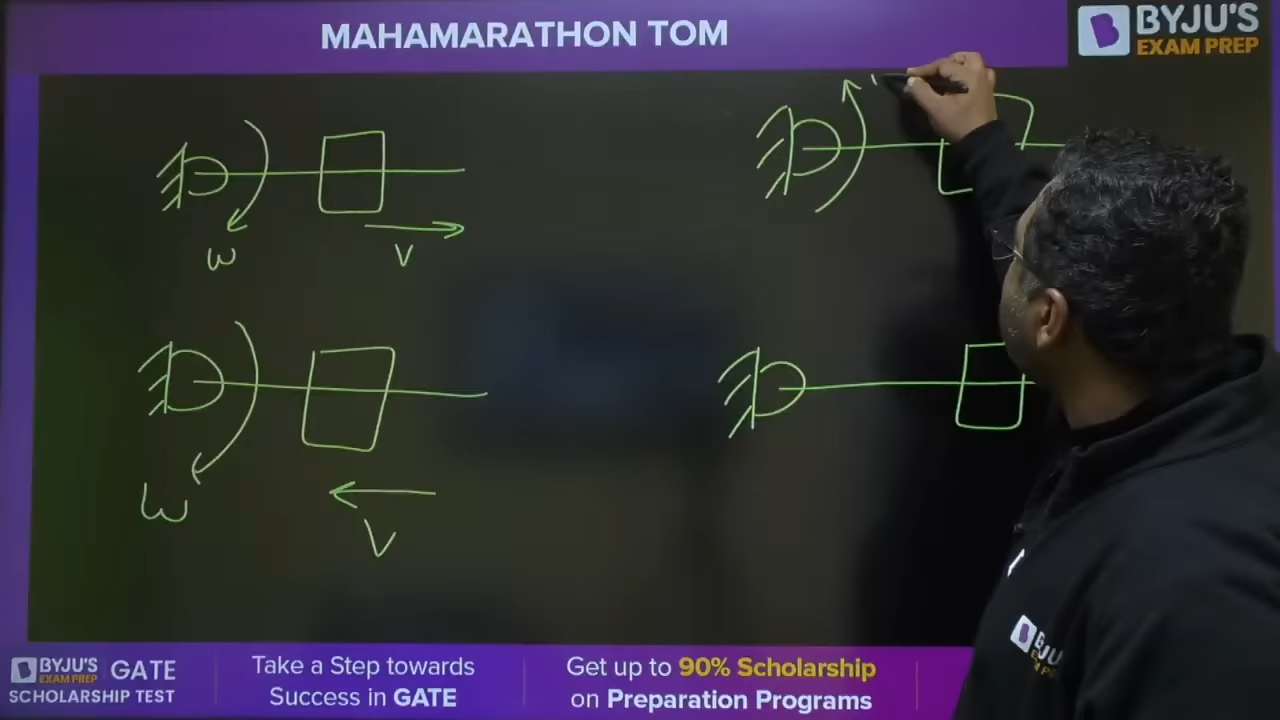 MAHAMARATHON TOM
BYJU'S
EXAM PREP
ω
V
ω
V
BYJU'S
EXAM PREP
GATE
SCHOLARSHIP TEST
Take a Step towards
Success in GATE
Get up to 90% Scholarship
on Preparation Programs